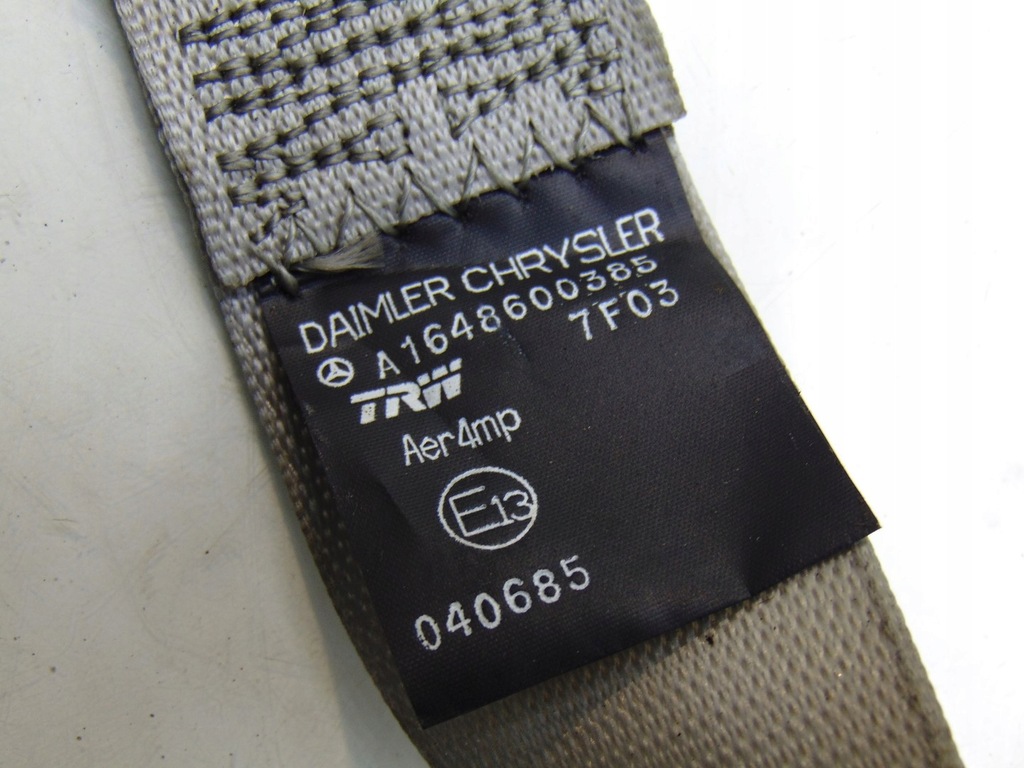 DAIMLER CHRYSLER
A1648600385
7F03
TRW
Aer4mp
E13
040685